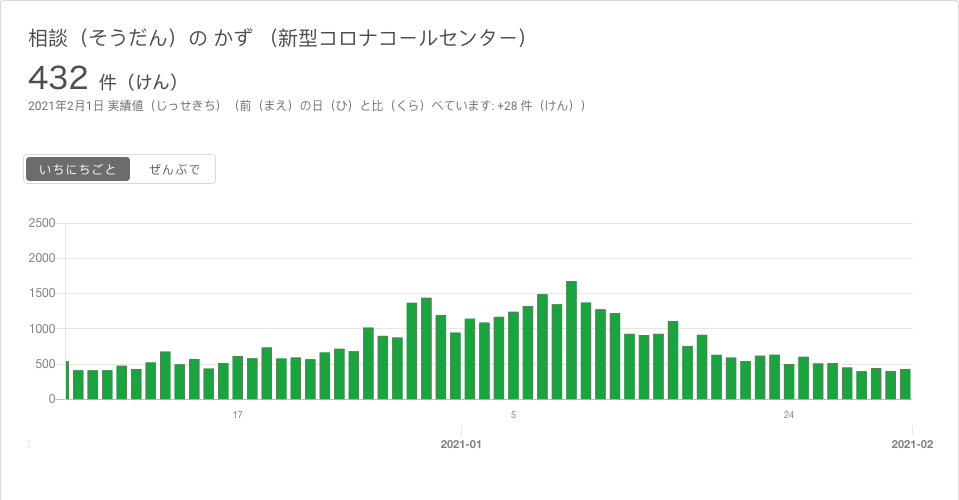 相談（そうだん）の かず （新型コロナコールセンター）
432 件（けん）
2021年2月1日 実績値（じっせきち）（前（まえ）の日（ひ）と比（くら）べています: +28 件（けん））
いちにちごと ぜんぶで
2500
2000
1500
1000
500
0
17 5 24
2 2021-01 2021-02